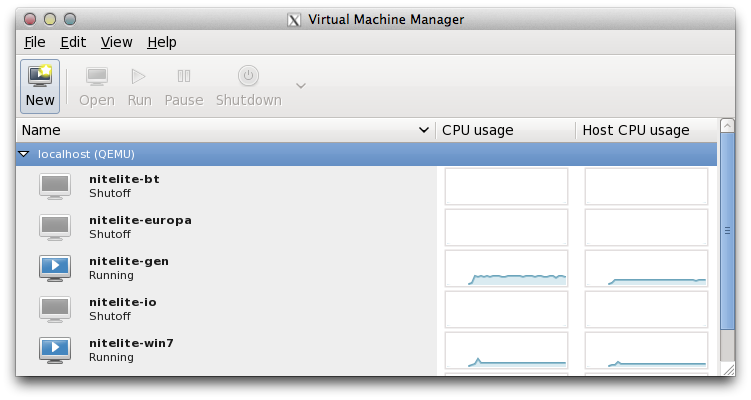 Virtual Machine Manager
File Edit View Help
New Open Run Pause Shutdown
Name CPU usage Host CPU usage
localhost (QEMU)
nitelite-bt
Shutoff
nitelite-europa
Shutoff
nitelite-gen
Running
nitelite-io
Shutoff
nitelite-win7
Running